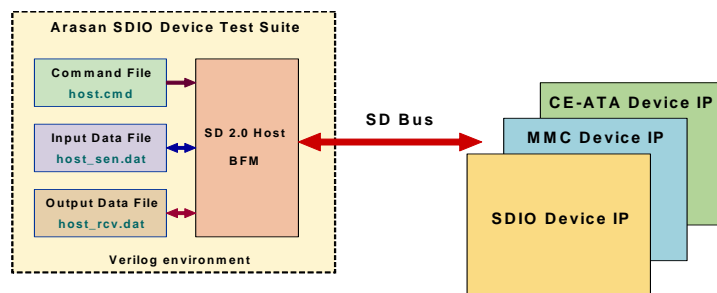 Arasan SDIO Device Test Suite
Command File
host.cmd
Input Data File
host_sen.dat
Output Data File
host_rcv.dat
SD 2.0 Host
BFM
Verilog environment
SD Bus
CE-ATA Device IP
MMC Device IP
SDIO Device IP